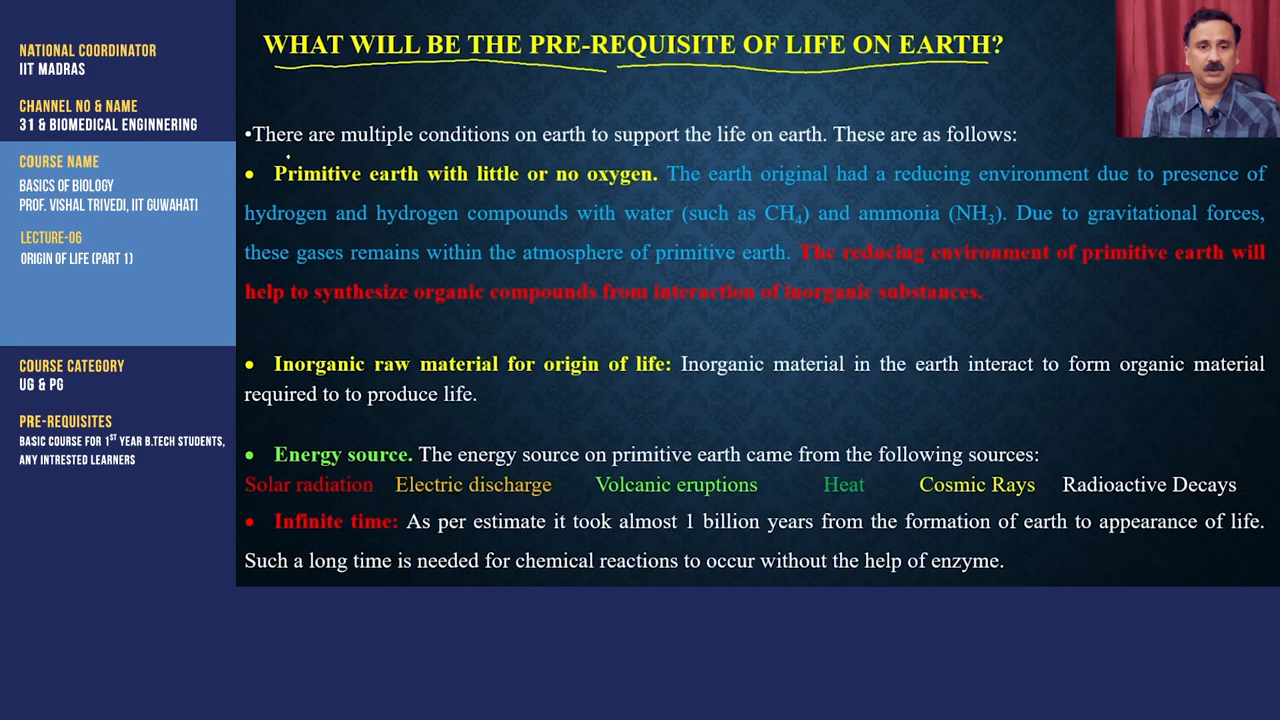 NATIONAL COORDINATOR
IIT MADRAS
CHANNEL NO & NAME
31 & BIOMEDICAL ENGINNERING
COURSE NAME
BASICS OF BIOLOGY
PROF. VISHAL TRIVEDI, IIT GUWAHATI
LECTURE-06
ORIGIN OF LIFE (PART 1)
COURSE CATEGORY
UG & PG
PRE-REQUISITES
BASIC COURSE FOR 1ST YEAR B.TECH STUDENTS,
ANY INTRESTED LEARNERS
WHAT WILL BE THE PRE-REQUISITE OF LIFE ON EARTH?
•There are multiple conditions on earth to support the life on earth. These are as follows:
• Primitive earth with little or no oxygen. The earth original had a reducing environment due to presence of
hydrogen and hydrogen compounds with water (such as CH₄) and ammonia (NH₃). Due to gravitational forces,
these gases remains within the atmosphere of primitive earth. The reducing environment of primitive earth will
help to synthesize organic compounds from interaction of inorganic substances.
• Inorganic raw material for origin of life: Inorganic material in the earth interact to form organic material
required to to produce life.
• Energy source. The energy source on primitive earth came from the following sources:
Solar radiation Electric discharge Volcanic eruptions Heat Cosmic Rays Radioactive Decays
• Infinite time: As per estimate it took almost 1 billion years from the formation of earth to appearance of life.
Such a long time is needed for chemical reactions to occur without the help of enzyme.